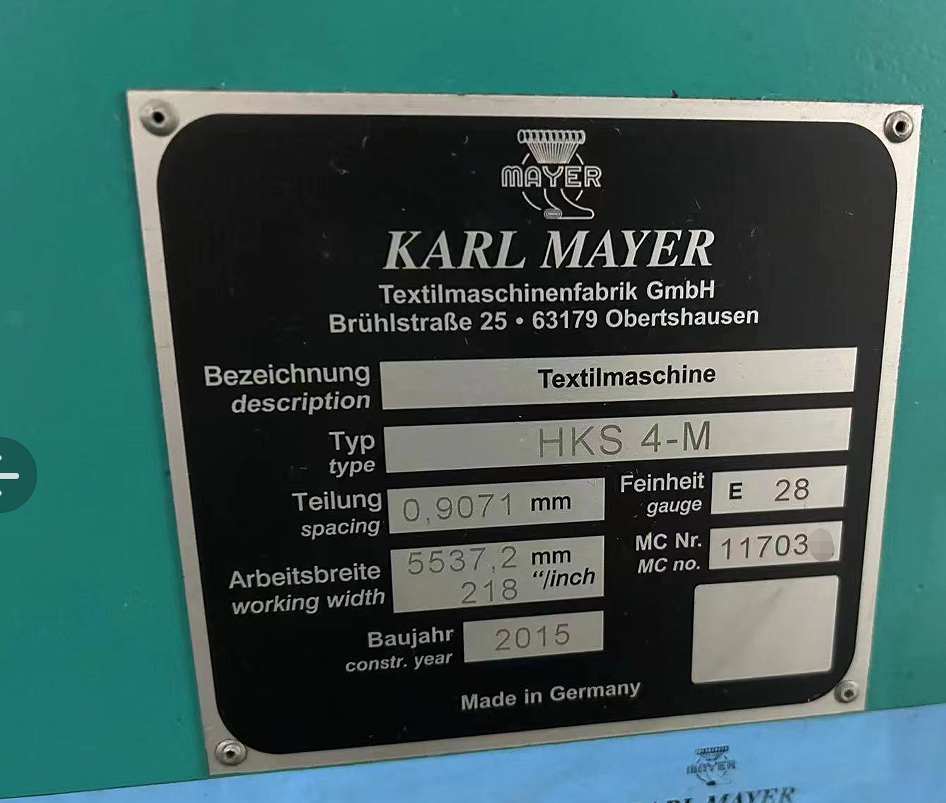 MAYER
KARL MAYER
Textilmaschinenfabrik GmbH
Brühlstraße 25 • 63179 Obertshausen
Bezeichnung
description
Textilmaschine
Typ
type
HKS 4-M
Teilung
spacing
0,9071 mm
Feinheit
gauge
E 28
Arbeitsbreite
working width
5537,2 mm
218 “/inch
MC Nr.
MC no.
11703
Baujahr
constr. year
2015
Made in Germany
MAYER
KARL MAYER